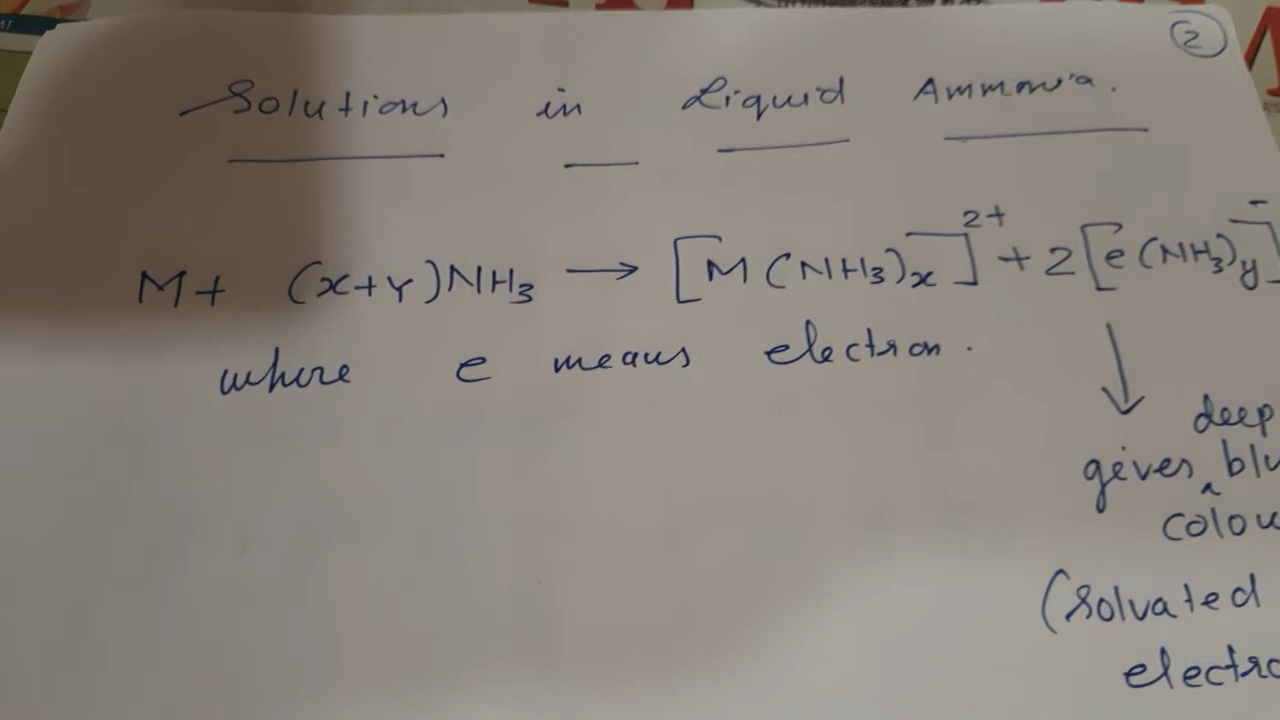 ②
Solutions in Liquid Ammonia.
M + (x+y)NH₃ → [M(NH₃)ₓ]²⁺ + 2[e(NH₃)y]⁻
where e means electron.
↓
deep
gives ‸ blu
colou
(solvated
electro